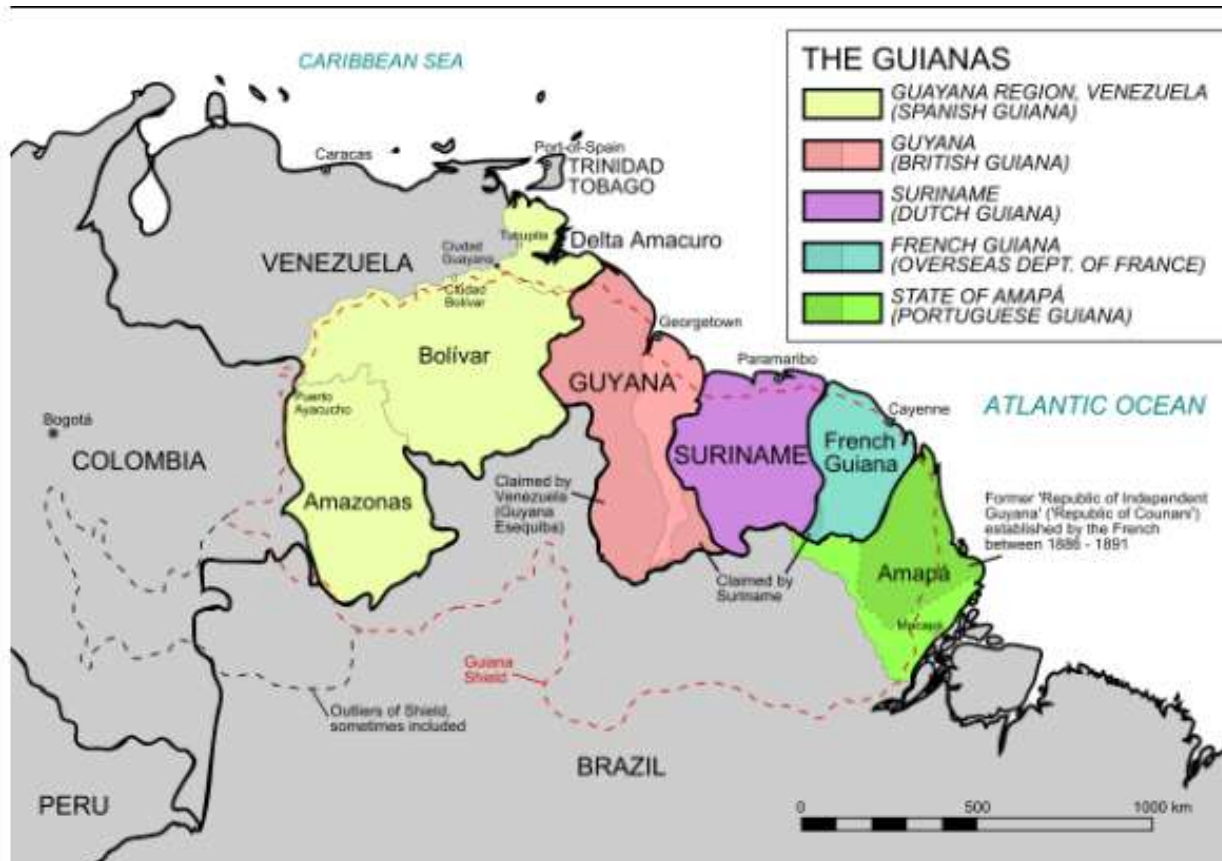 CARIBBEAN SEA
THE GUIANAS
GUAYANA REGION, VENEZUELA
(SPANISH GUIANA)
GUYANA
(BRITISH GUIANA)
SURINAME
(DUTCH GUIANA)
FRENCH GUIANA
(OVERSEAS DEPT. OF FRANCE)
STATE OF AMAPÁ
(PORTUGUESE GUIANA)
Caracas
Port-of-Spain
TRINIDAD
TOBAGO
Tucupita
Delta Amacuro
Ciudad
Guayana
VENEZUELA
Ciudad
Bolívar
Georgetown
Bolívar
GUYANA
Paramaribo
Puerto
Ayacucho
Cayenne
ATLANTIC OCEAN
Bogotá
COLOMBIA
SURINAME
French
Guiana
Amazonas
Claimed by
Venezuela
(Guyana
Esequiba)
Former 'Republic of Independent
Guyana' ('Republic of Counani')
established by the French
between 1886 - 1891
Claimed by
Suriname
Amapá
Macapá
Guiana
Shield
Outliers of Shield,
sometimes included
BRAZIL
PERU
0 500 1000 km